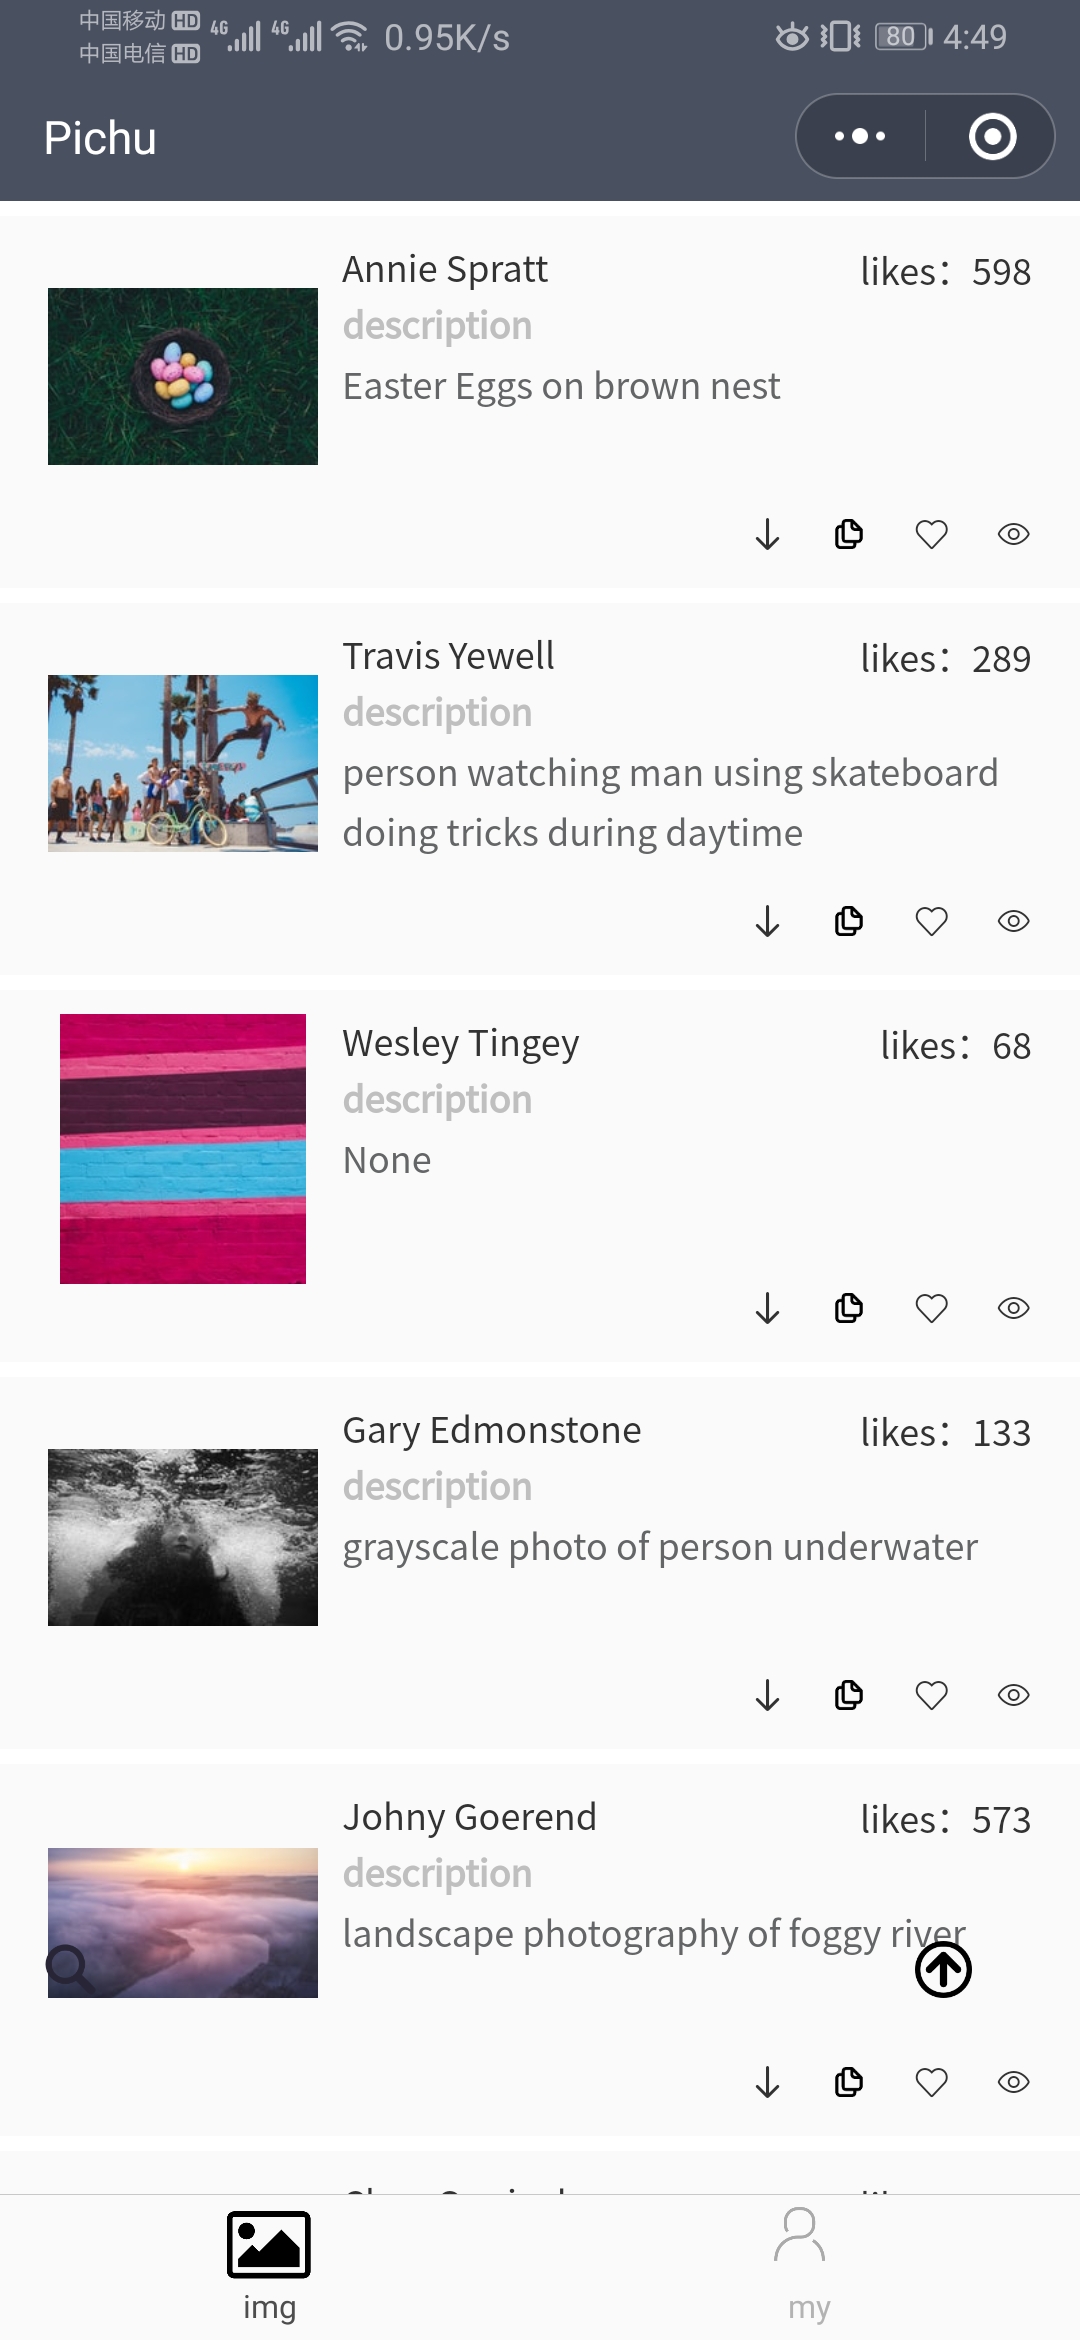 中国移动 HD 4G 4G 0.95K/s 80 4:49
中国电信 HD
Pichu
Annie Spratt likes：598
description
Easter Eggs on brown nest
Travis Yewell likes：289
description
person watching man using skateboard
doing tricks during daytime
Wesley Tingey likes：68
description
None
Gary Edmonstone likes：133
description
grayscale photo of person underwater
Johny Goerend likes：573
description
landscape photography of foggy river
img my